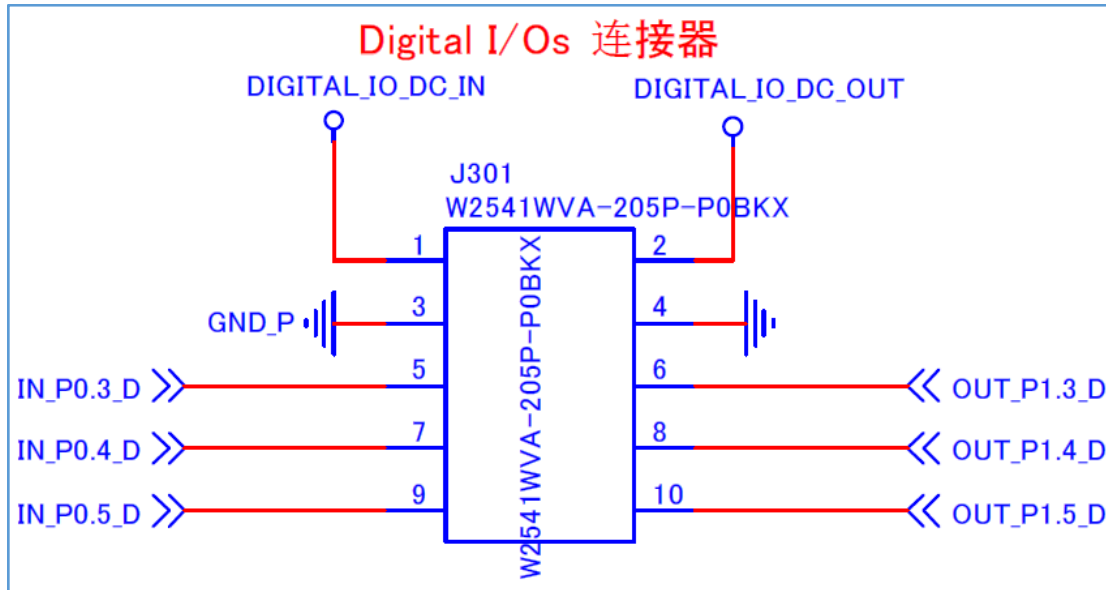 Digital I/Os 连接器
DIGITAL_IO_DC_IN
DIGITAL_IO_DC_OUT
J301
W2541WVA-205P-P0BKX
W2541WVA-205P-P0BKX
1
2
GND_P
3
4
IN_P0.3_D
5
6
OUT_P1.3_D
IN_P0.4_D
7
8
OUT_P1.4_D
IN_P0.5_D
9
10
OUT_P1.5_D